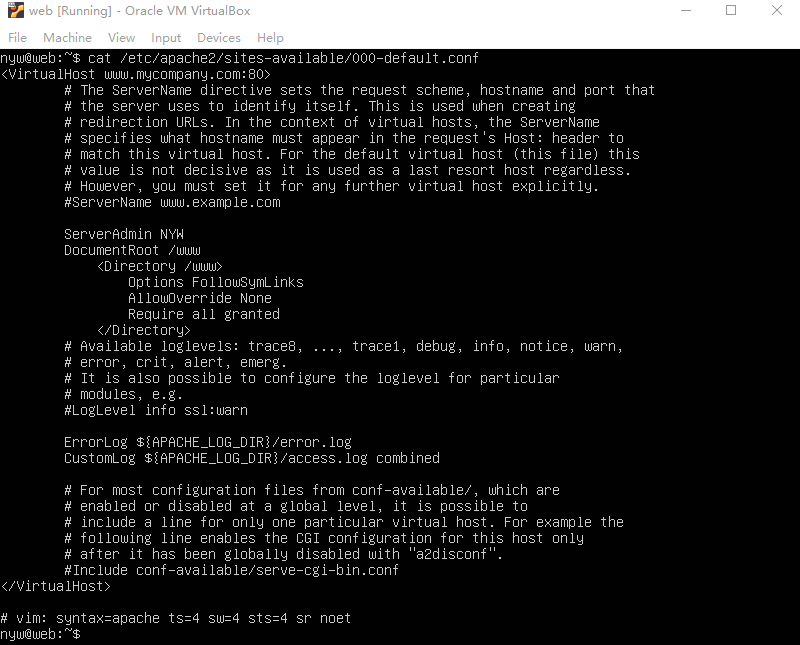 web [Running] - Oracle VM VirtualBox
File Machine View Input Devices Help
nyw@web:~$ cat /etc/apache2/sites-available/000-default.conf
<VirtualHost www.mycompany.com:80>
        # The ServerName directive sets the request scheme, hostname and port that
        # the server uses to identify itself. This is used when creating
        # redirection URLs. In the context of virtual hosts, the ServerName
        # specifies what hostname must appear in the request's Host: header to
        # match this virtual host. For the default virtual host (this file) this
        # value is not decisive as it is used as a last resort host regardless.
        # However, you must set it for any further virtual host explicitly.
        #ServerName www.example.com

        ServerAdmin NYW
        DocumentRoot /www
            <Directory /www>
                Options FollowSymLinks
                AllowOverride None
                Require all granted
            </Directory>
        # Available loglevels: trace8, ..., trace1, debug, info, notice, warn,
        # error, crit, alert, emerg.
        # It is also possible to configure the loglevel for particular
        # modules, e.g.
        #LogLevel info ssl:warn

        ErrorLog ${APACHE_LOG_DIR}/error.log
        CustomLog ${APACHE_LOG_DIR}/access.log combined

        # For most configuration files from conf-available/, which are
        # enabled or disabled at a global level, it is possible to
        # include a line for only one particular virtual host. For example the
        # following line enables the CGI configuration for this host only
        # after it has been globally disabled with "a2disconf".
        #Include conf-available/serve-cgi-bin.conf
</VirtualHost>

# vim: syntax=apache ts=4 sw=4 sts=4 sr noet
nyw@web:~$